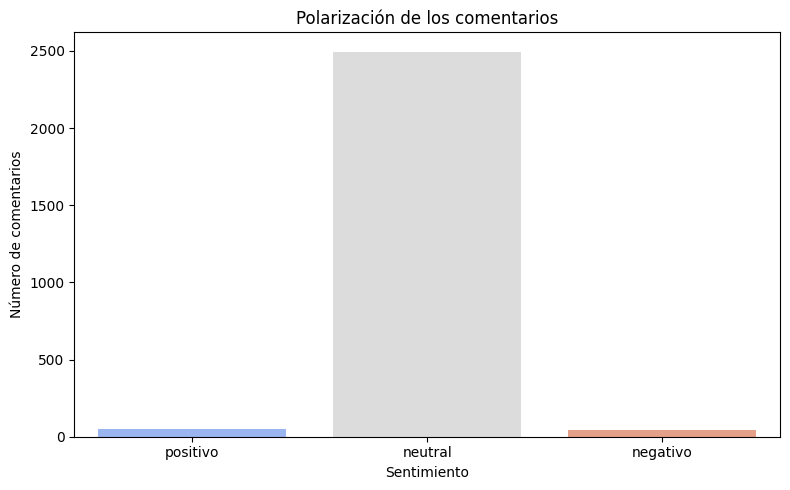 Polarización de los comentarios
Número de comentarios
2500
2000
1500
1000
500
0
positivo
neutral
negativo
Sentimiento